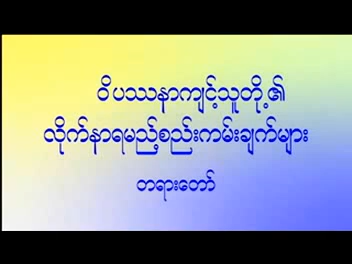 ဝိပဿနာကျင့်သူတို့၏
လိုက်နာရမည့်စည်းကမ်းချက်များ
တရားတော်